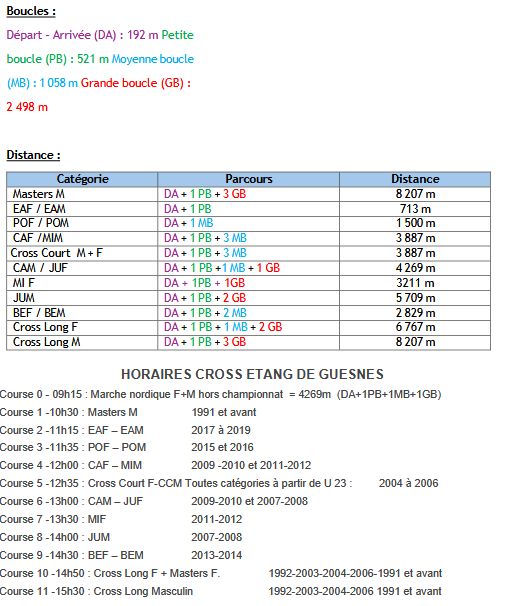 Boucles :
Départ – Arrivée (DA) : 192 m Petite
boucle (PB) : 521 m Moyenne boucle
(MB) : 1 058 m Grande boucle (GB) :
2 498 m
Distance :
Catégorie Parcours Distance
Masters M DA + 1 PB + 3 GB 8 207 m
EAF / EAM DA + 1 PB 713 m
POF / POM DA + 1 MB 1 500 m
CAF /MIM DA + 1 PB + 3 MB 3 887 m
Cross Court M + F DA + 1 PB + 3 MB 3 887 m
CAM / JUF DA + 1 PB +1 MB + 1 GB 4 269 m
MI F DA + 1PB + 1GB 3211 m
JUM DA + 1 PB + 2 GB 5 709 m
BEF / BEM DA + 1 PB + 2 MB 2 829 m
Cross Long F DA + 1 PB + 1 MB + 2 GB 6 767 m
Cross Long M DA + 1 PB + 3 GB 8 207 m
HORAIRES CROSS ETANG DE GUESNES
Course 0 - 09h15 : Marche nordique F+M hors championnat = 4269m (DA+1PB+1MB+1GB)
Course 1 -10h30 : Masters M 1991 et avant
Course 2 -11h15 : EAF – EAM 2017 à 2019
Course 3 -11h35 : POF – POM 2015 et 2016
Course 4 -12h00 : CAF – MIM 2009 -2010 et 2011-2012
Course 5 -12h35 : Cross Court F-CCM Toutes catégories à partir de U 23 : 2004 à 2006
Course 6 -13h00 : CAM – JUF 2009-2010 et 2007-2008
Course 7 -13h30 : MIF 2011-2012
Course 8 -14h00 : JUM 2007-2008
Course 9 -14h30 : BEF – BEM 2013-2014
Course 10 -14h50 : Cross Long F + Masters F. 1992-2003-2004-2006-1991 et avant
Course 11 -15h30 : Cross Long Masculin 1992-2003-2004-2006 1991 et avant